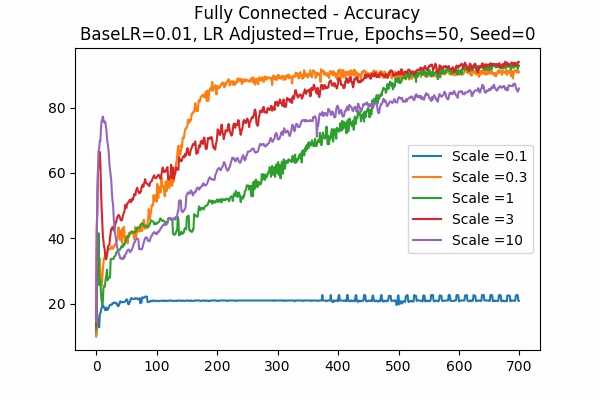 Fully Connected - Accuracy
BaseLR=0.01, LR Adjusted=True, Epochs=50, Seed=0
80
60
40
20
Scale =0.1
Scale =0.3
Scale =1
Scale =3
Scale =10
0 100 200 300 400 500 600 700